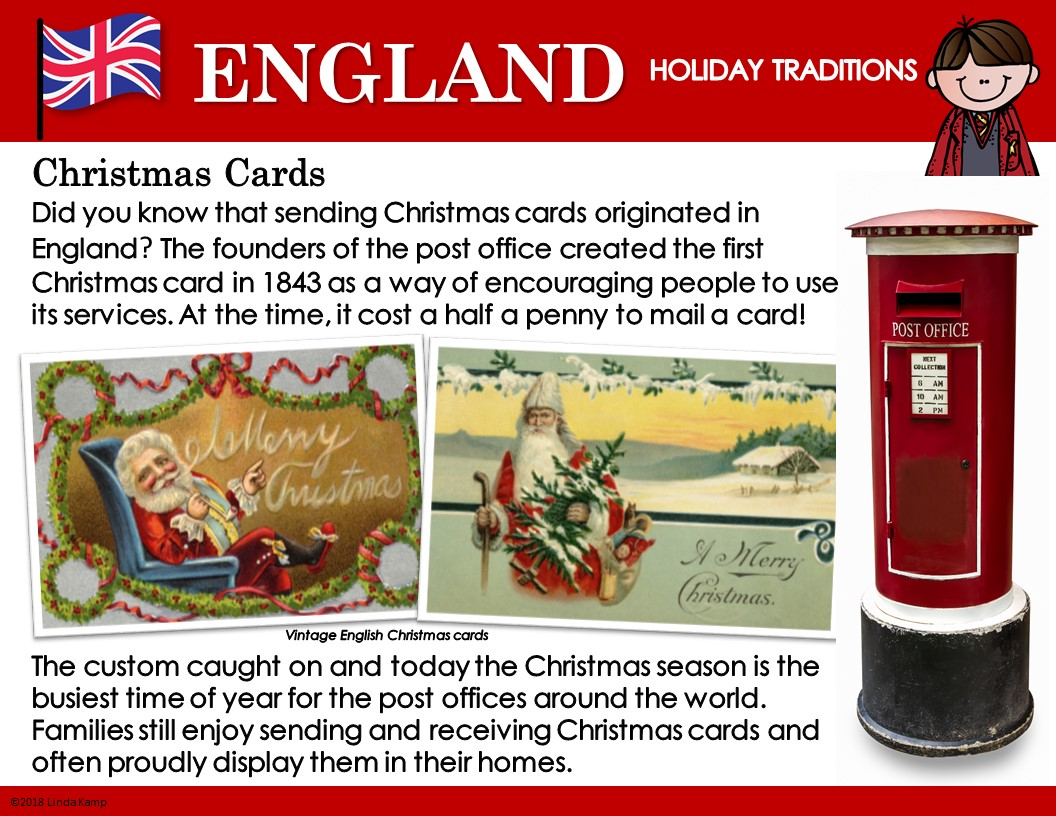 ENGLAND
HOLIDAY TRADITIONS
Christmas Cards
Did you know that sending Christmas cards originated in
England? The founders of the post office created the first
Christmas card in 1843 as a way of encouraging people to use
its services. At the time, it cost a half a penny to mail a card!
POST OFFICE
NEXT
COLLECTION
6 AM
10 AM
2 PM
A Merry
Christmas
A Merry
Christmas.
Vintage English Christmas cards
The custom caught on and today the Christmas season is the
busiest time of year for the post offices around the world.
Families still enjoy sending and receiving Christmas cards and
often proudly display them in their homes.
©2018 Linda Kamp